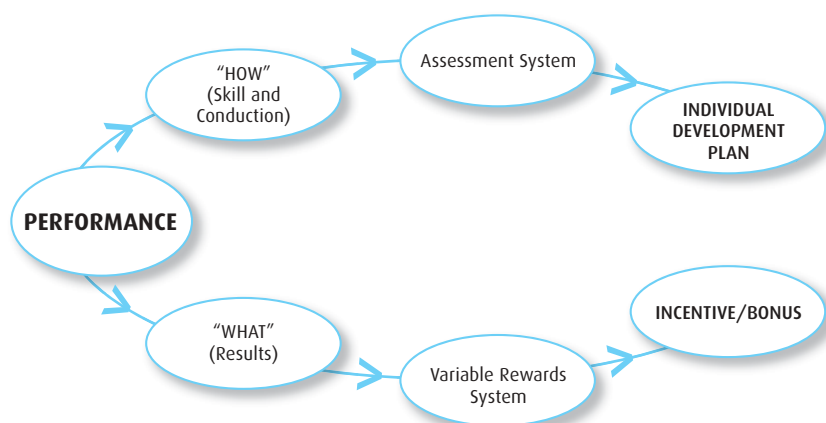 “HOW”
(Skill and
Conduction)
Assessment System
INDIVIDUAL
DEVELOPMENT
PLAN
PERFORMANCE
“WHAT”
(Results)
Variable Rewards
System
INCENTIVE/BONUS